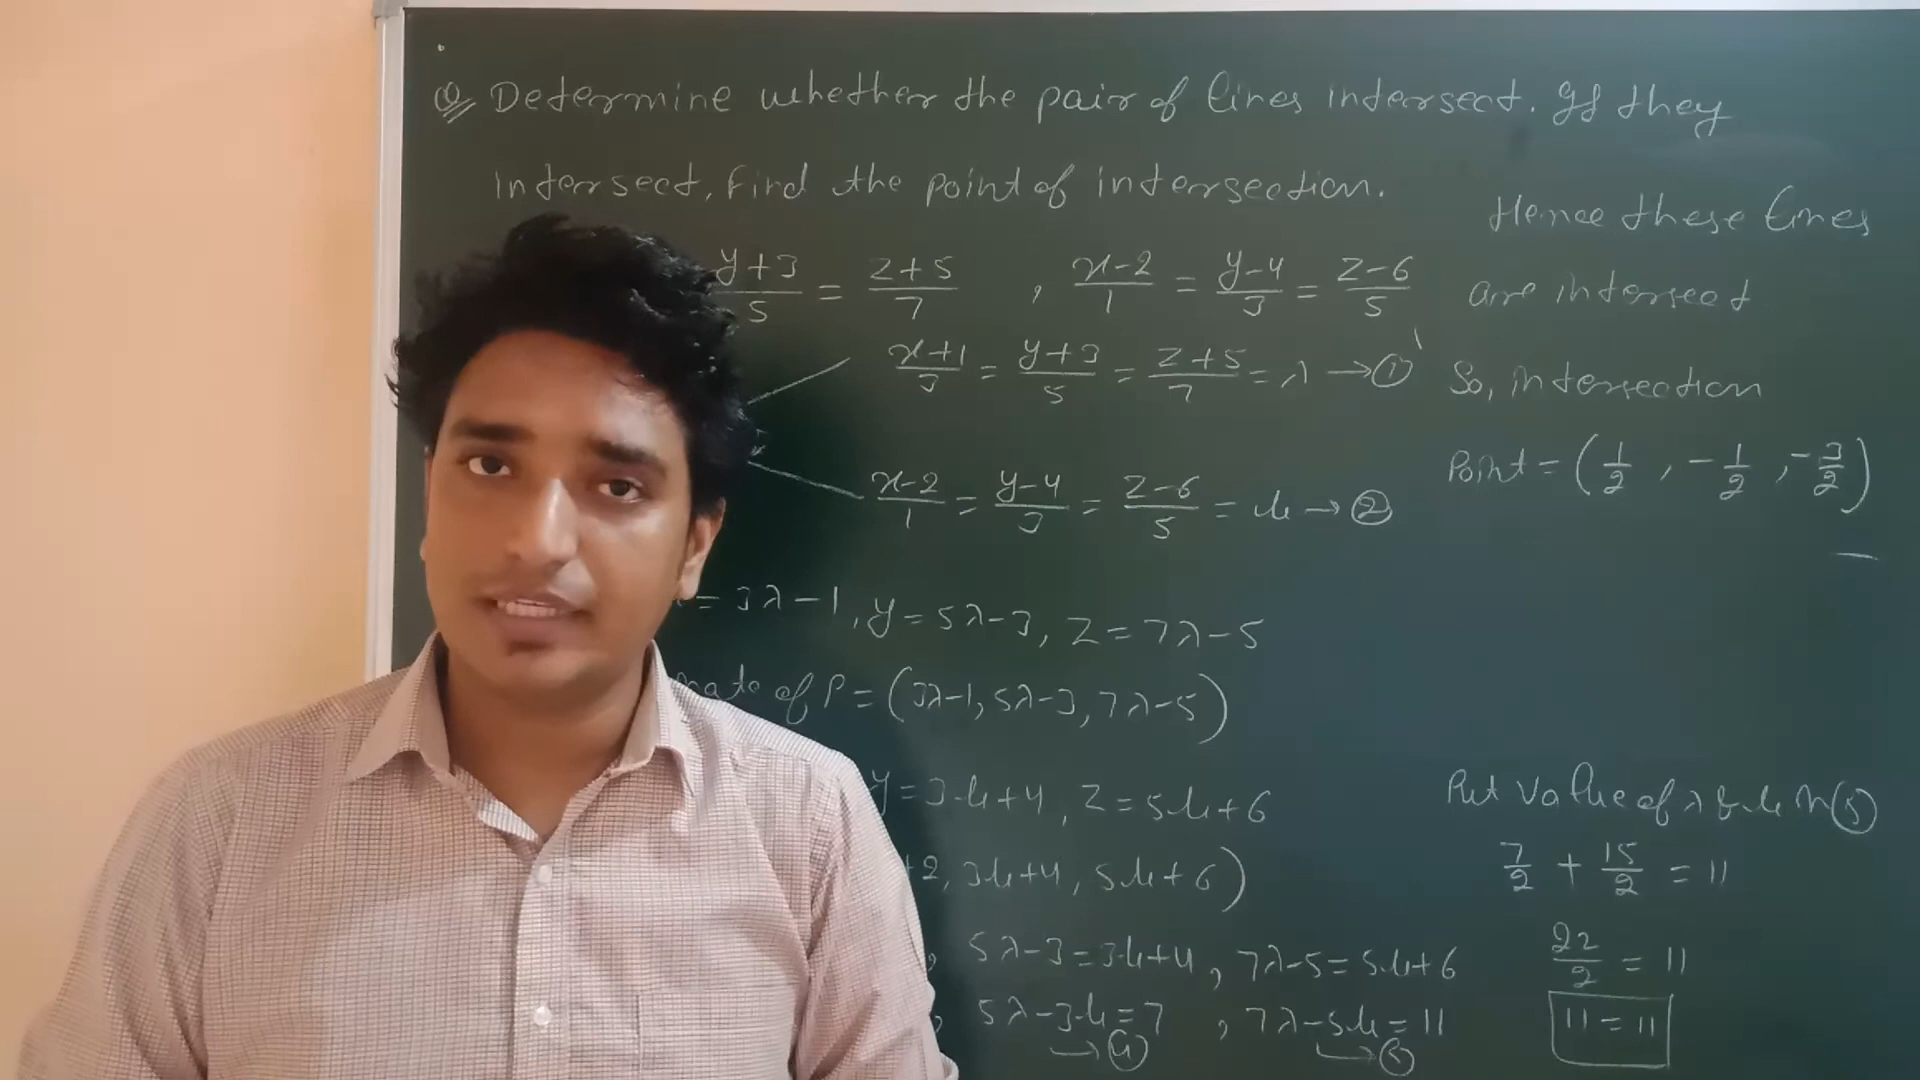 Q Determine whether the pair of lines intersect. If they
intersect, Find the point of intersection.
y+3/5 = z+5/7 , x-2/1 = y-4/3 = z-6/5
x+1/3 = y+3/5 = z+5/7 = λ → ①
x-2/1 = y-4/3 = z-6/5 = μ → ②
= 3λ-1, y = 5λ-3, z = 7λ-5
of P = (3λ-1, 5λ-3, 7λ-5)
y = 3μ+4, z = 5μ+6
2, 3μ+4, 5μ+6)
, 5λ-3 = 3μ+4, 7λ-5 = 5μ+6
, 5λ-3μ = 7, 7λ-5μ = 11
→ ④ → ⑤
Hence these lines
are intersect
So, intersection
Point = (1/2, -1/2, -3/2)
Put value of λ & μ in ⑤
7/2 + 15/2 = 11
22/2 = 11
11 = 11